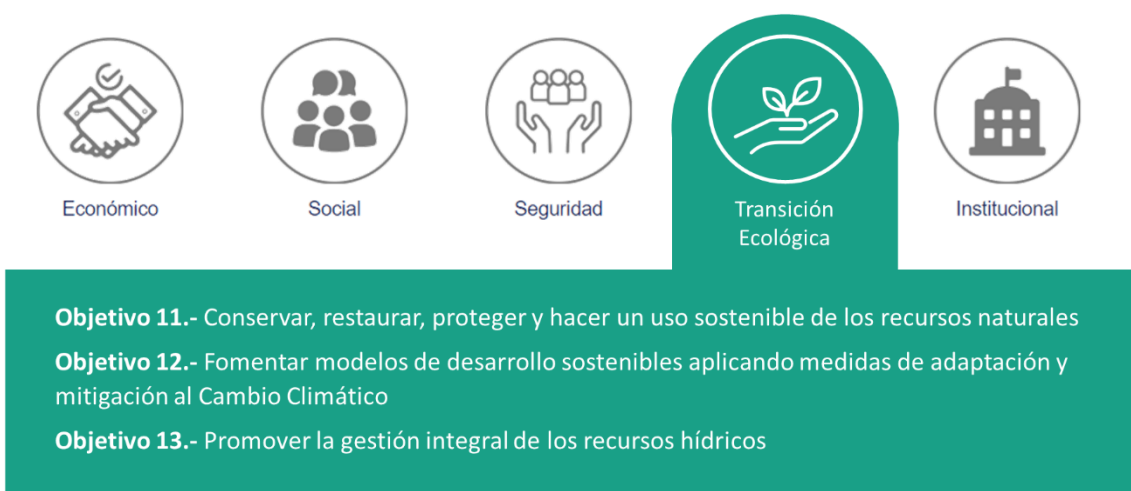 Económico
Social
Seguridad
Transición
Ecológica
Institucional
Objetivo 11.- Conservar, restaurar, proteger y hacer un uso sostenible de los recursos naturales
Objetivo 12.- Fomentar modelos de desarrollo sostenibles aplicando medidas de adaptación y
mitigación al Cambio Climático
Objetivo 13.- Promover la gestión integral de los recursos hídricos